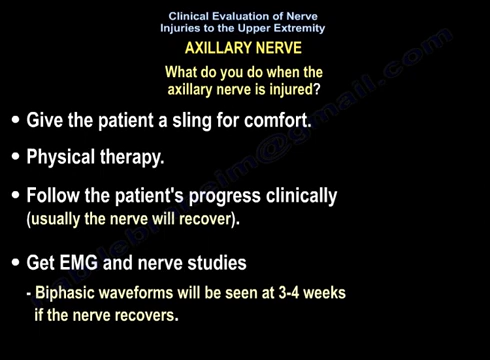 Clinical Evaluation of Nerve
Injuries to the Upper Extremity
AXILLARY NERVE
What do you do when the
axillary nerve is injured?
• Give the patient a sling for comfort.
• Physical therapy.
• Follow the patient's progress clinically
(usually the nerve will recover).
• Get EMG and nerve studies
- Biphasic waveforms will be seen at 3-4 weeks
if the nerve recovers.